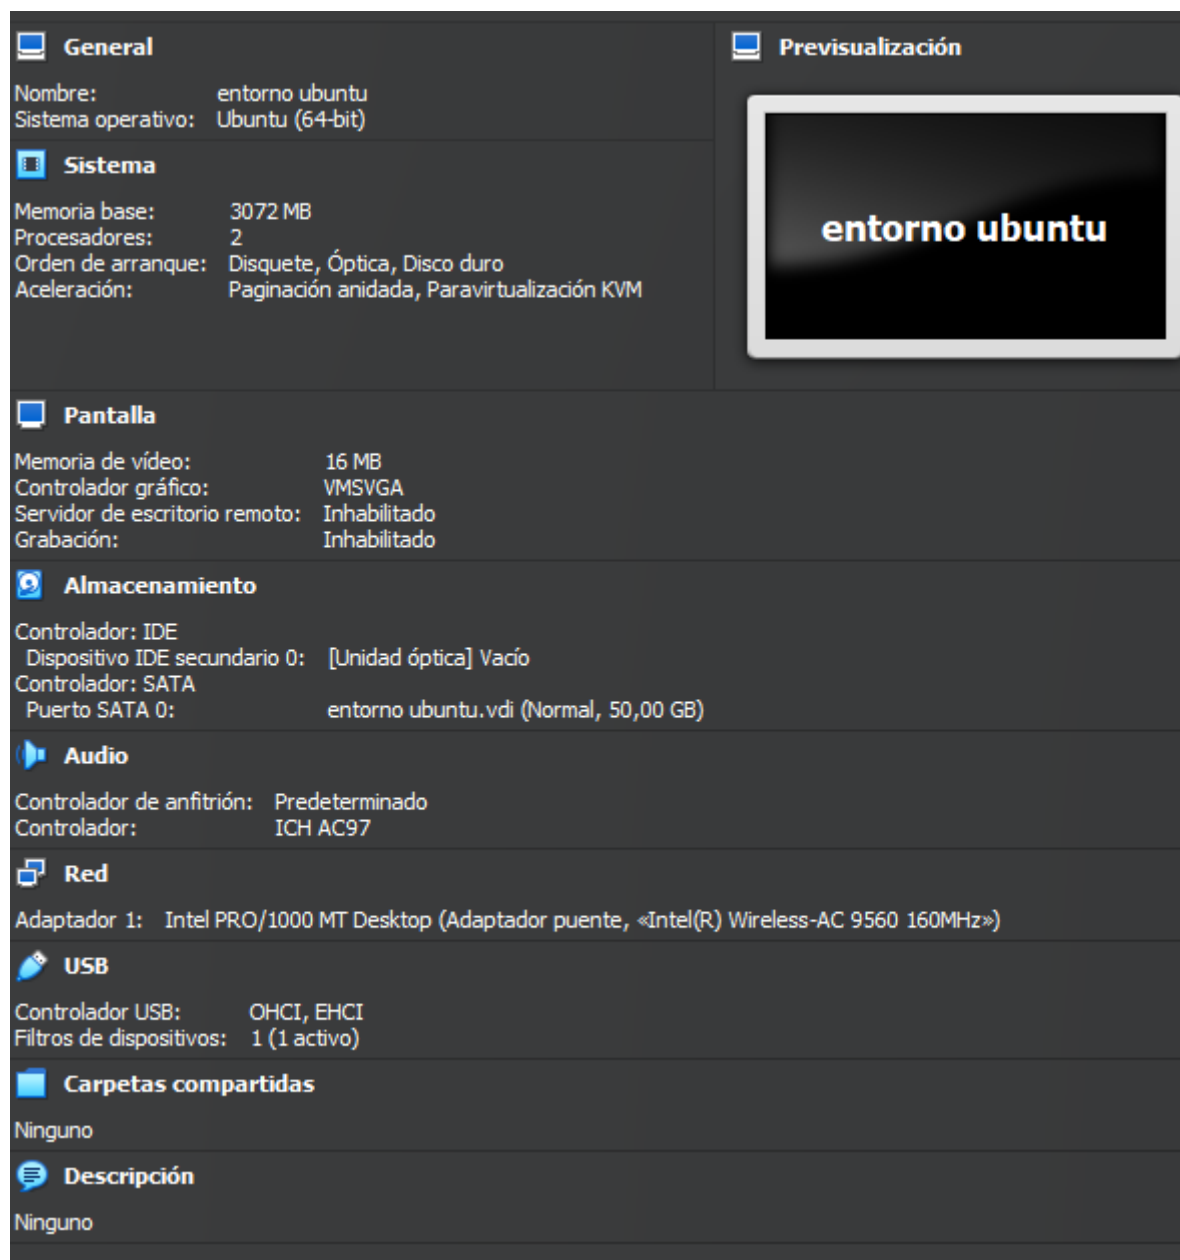 General
Nombre: entorno ubuntu
Sistema operativo: Ubuntu (64-bit)
Previsualización
entorno ubuntu
Sistema
Memoria base: 3072 MB
Procesadores: 2
Orden de arranque: Disquete, Óptica, Disco duro
Aceleración: Paginación anidada, Paravirtualización KVM
Pantalla
Memoria de vídeo: 16 MB
Controlador gráfico: VMSVGA
Servidor de escritorio remoto: Inhabilitado
Grabación: Inhabilitado
Almacenamiento
Controlador: IDE
Dispositivo IDE secundario 0: [Unidad óptica] Vacío
Controlador: SATA
Puerto SATA 0: entorno ubuntu.vdi (Normal, 50,00 GB)
Audio
Controlador de anfitrión: Predeterminado
Controlador: ICH AC97
Red
Adaptador 1: Intel PRO/1000 MT Desktop (Adaptador puente, «Intel(R) Wireless-AC 9560 160MHz»)
USB
Controlador USB: OHCI, EHCI
Filtros de dispositivos: 1 (1 activo)
Carpetas compartidas
Ninguno
Descripción
Ninguno